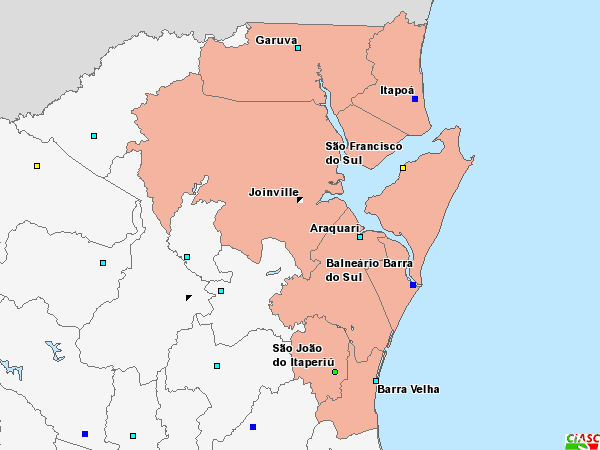 Garuva
Itapoá
São Francisco
do Sul
Joinville
Araquari
Balneário Barra
do Sul
São João
do Itaperiú
Barra Velha
CIASC